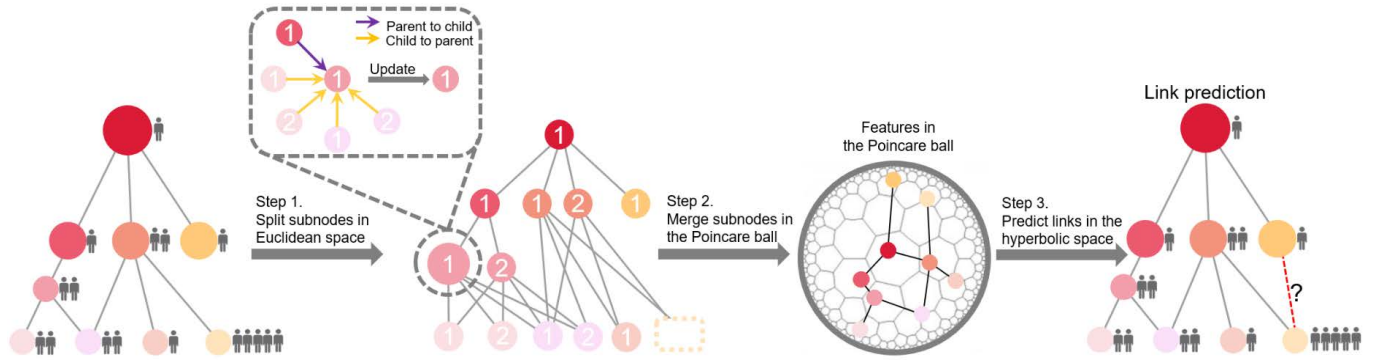 1
Parent to child
Child to parent
1
1
Update
1
2
1
2
Step 1.
Split subnodes in
Euclidean space
1
1
1
2
1
1
2
1
2
1
2
1
Step 2.
Merge subnodes in
the Poincare ball
Features in
the Poincare ball
Step 3.
Predict links in the
hyperbolic space
Link prediction
?